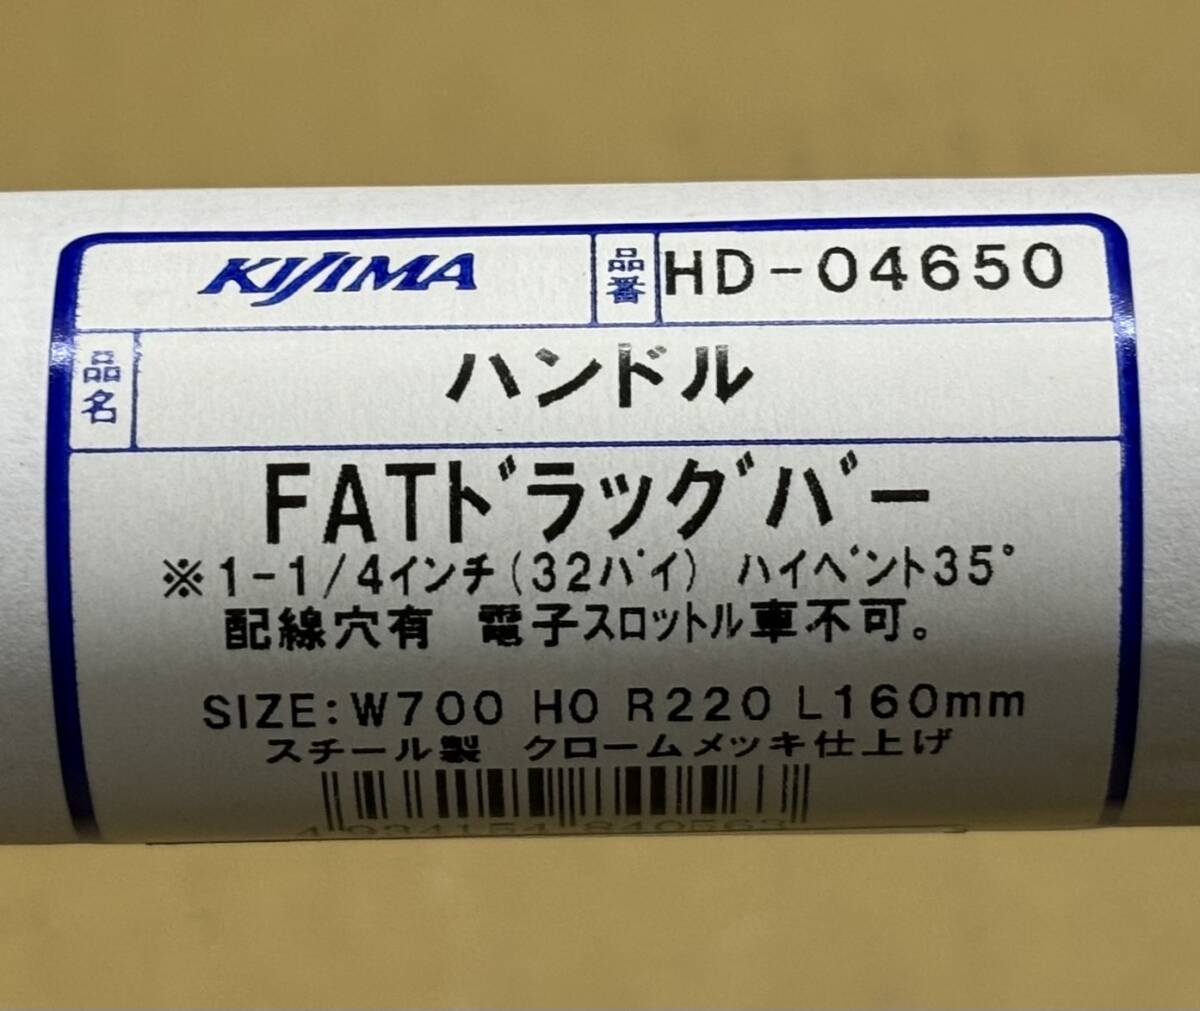 KIJIMA 品番 HD-04650
品名 ハンドル
FATドラッグバー
※1-1/4インチ(32パイ) ハイベント35°
配線穴有 電子スロットル車不可。
SIZE:W700 H0 R220 L160mm
スチール製 クロームメッキ仕上げ
4 934154 840563